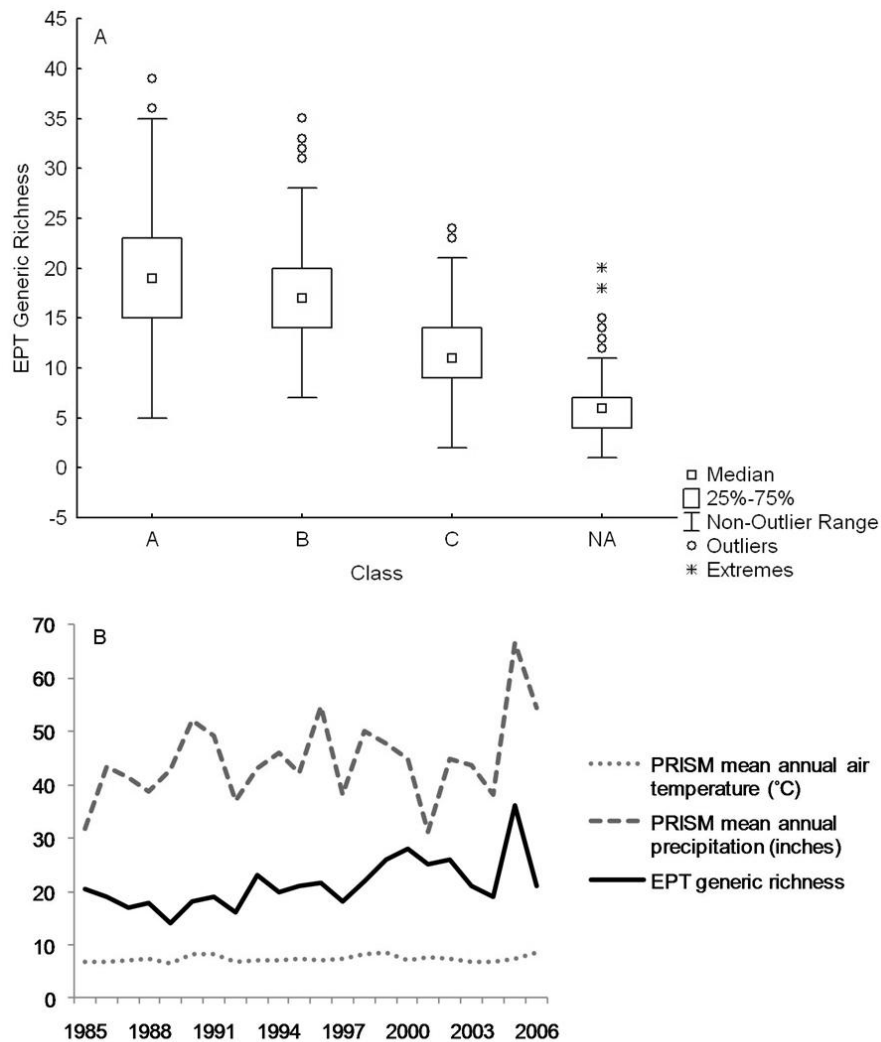 A
45
40
35
30
25
20
15
10
5
0
-5
EPT Generic Richness
A B C NA
Class
Median
25%-75%
Non-Outlier Range
Outliers
Extremes
B
70
60
50
40
30
20
10
0
1985 1988 1991 1994 1997 2000 2003 2006
PRISM mean annual air
temperature (°C)
PRISM mean annual
precipitation (inches)
EPT generic richness